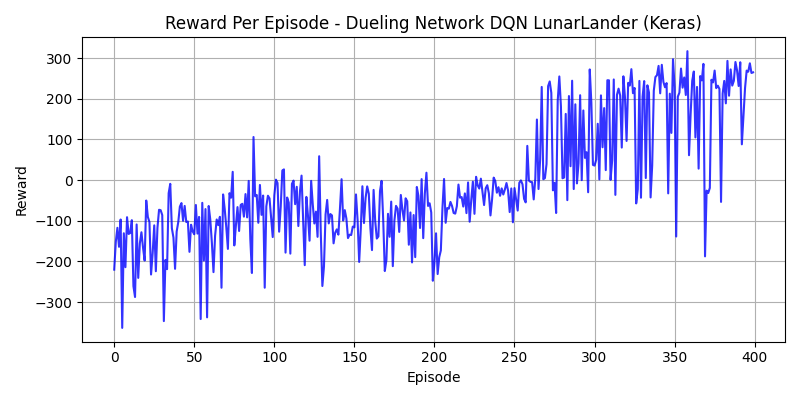 Reward Per Episode - Dueling Network DQN LunarLander (Keras)
300
200
100
0
−100
−200
−300
Reward
0 50 100 150 200 250 300 350 400
Episode